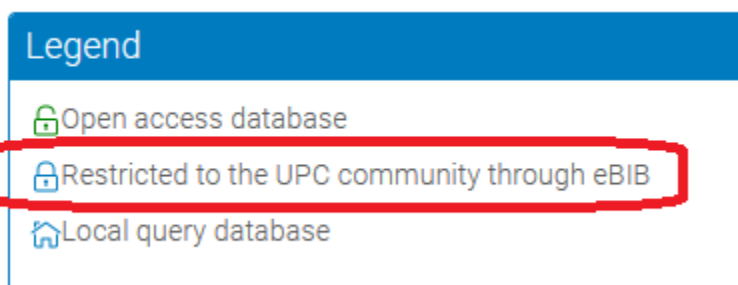 Legend
Open access database
Restricted to the UPC community through eBIB
Local query database